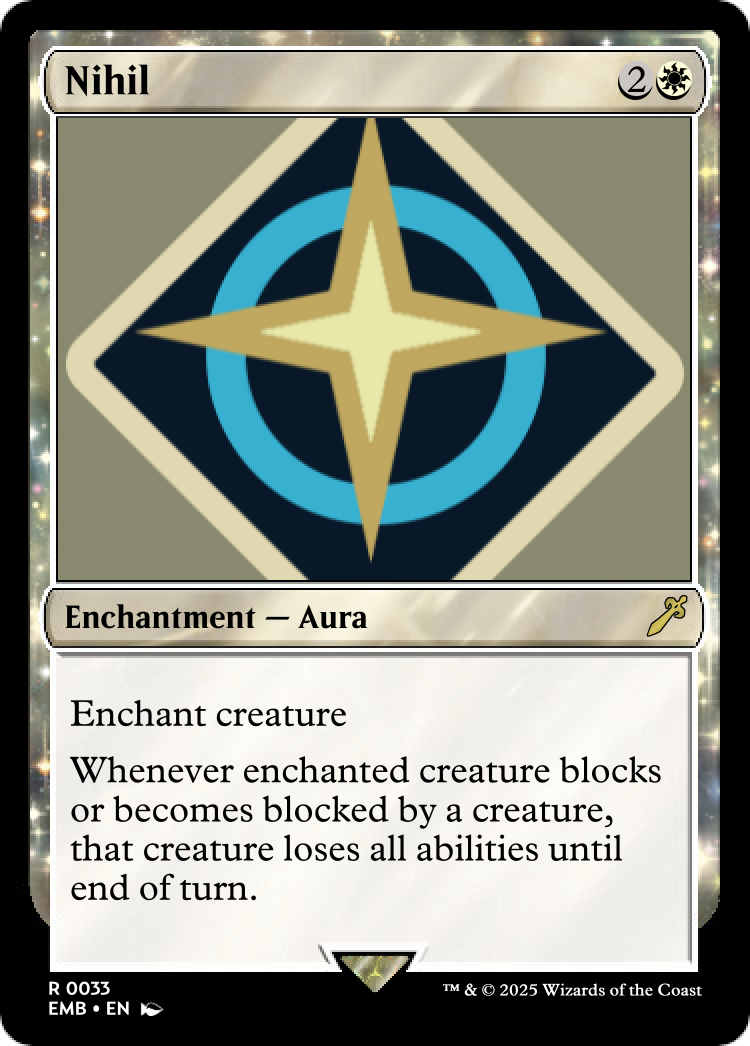 Nihil
2
Enchantment — Aura
Enchant creature
Whenever enchanted creature blocks
or becomes blocked by a creature,
that creature loses all abilities until
end of turn.
R 0033
EMB • EN
™ & © 2025 Wizards of the Coast